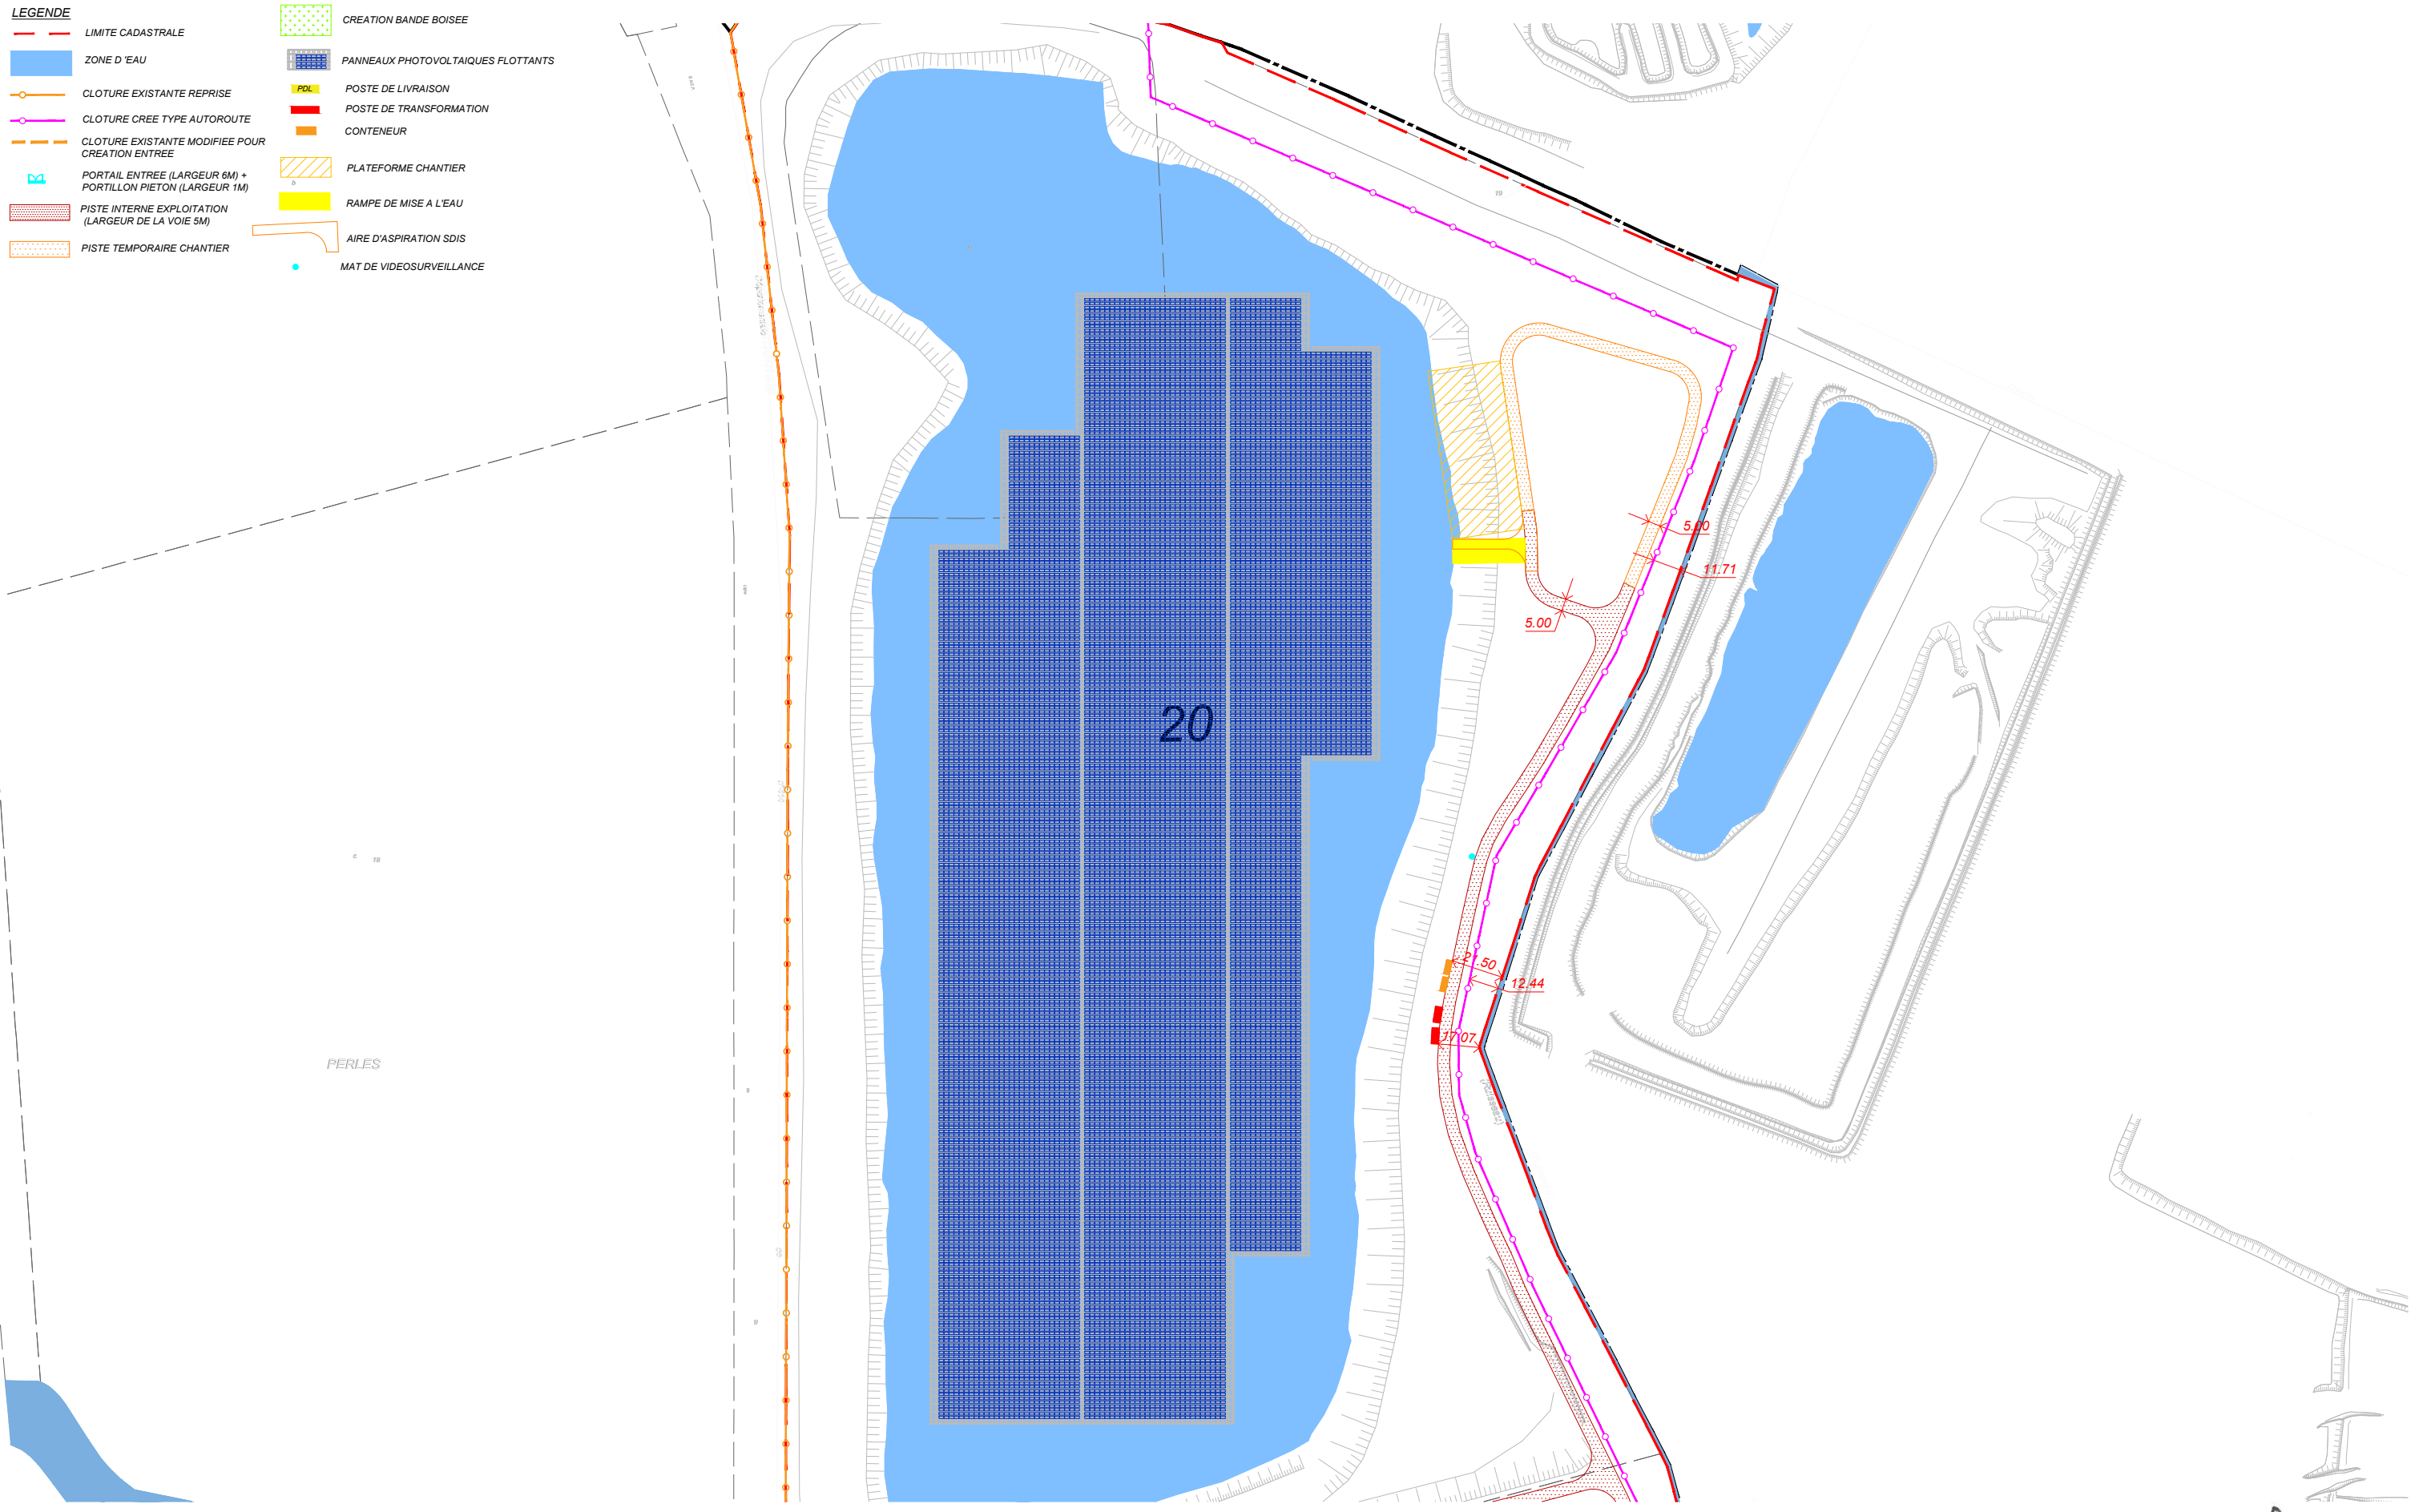 LEGENDE
LIMITE CADASTRALE
ZONE D 'EAU
CLOTURE EXISTANTE REPRISE
CLOTURE CREE TYPE AUTOROUTE
CLOTURE EXISTANTE MODIFIEE POUR
CREATION ENTREE
PORTAIL ENTREE (LARGEUR 6M) +
PORTILLON PIETON (LARGEUR 1M)
PISTE INTERNE EXPLOITATION
(LARGEUR DE LA VOIE 5M)
PISTE TEMPORAIRE CHANTIER
CREATION BANDE BOISEE
PANNEAUX PHOTOVOLTAIQUES FLOTTANTS
PDL
POSTE DE LIVRAISON
POSTE DE TRANSFORMATION
CONTENEUR
PLATEFORME CHANTIER
RAMPE DE MISE A L'EAU
AIRE D'ASPIRATION SDIS
MAT DE VIDEOSURVEILLANCE
19
5.00
11.71
5.00
20
18
12.44
17.07
PERLES